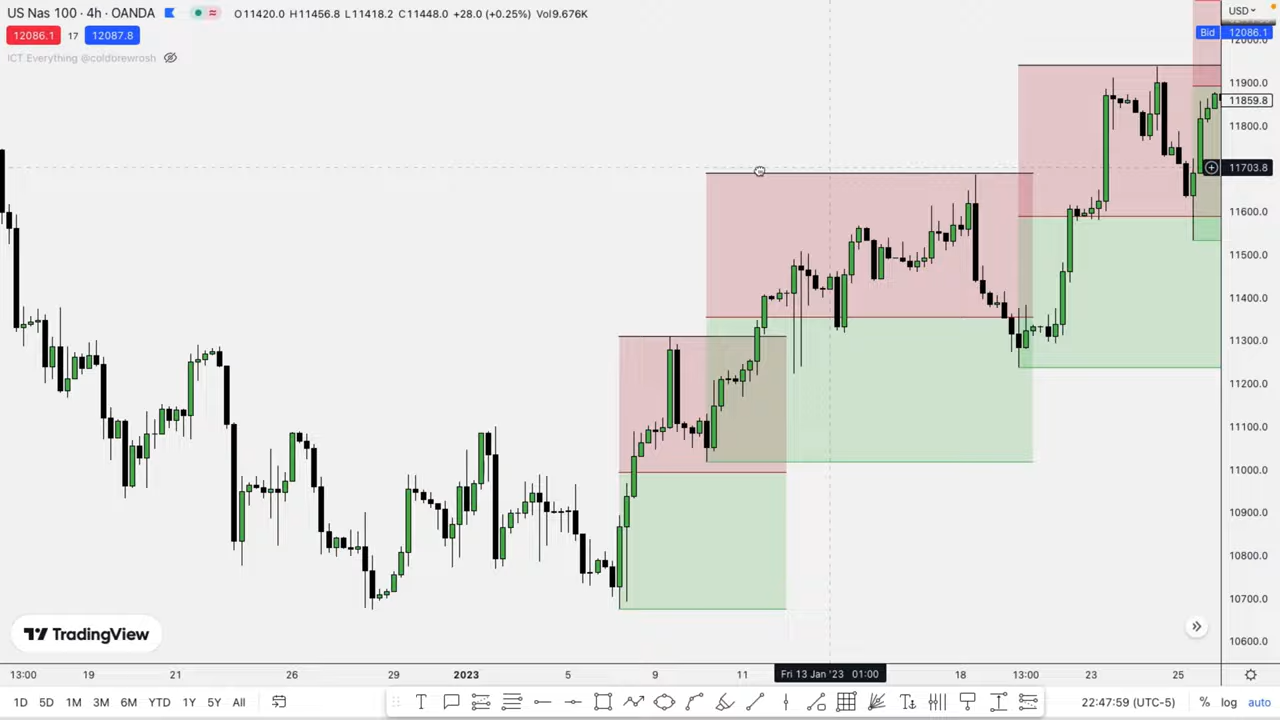 US Nas 100 · 4h · OANDA O11420.0 H11456.8 L11418.2 C11448.0 +28.0 (+0.25%) Vol9.676K
12086.1 17 12087.8
ICT Everything @coldbrewrosh
USD
Bid 12086.1
12000.0
11900.0
11859.8
11800.0
11703.8
11600.0
11500.0
11400.0
11300.0
11200.0
11100.0
11000.0
10900.0
10800.0
10700.0
10600.0
TradingView
13:00 19 21 26 29 2023 5 9 11 Fri 13 Jan '23 01:00 18 13:00 23 25
1D 5D 1M 3M 6M YTD 1Y 5Y All 22:47:59 (UTC-5) % log auto